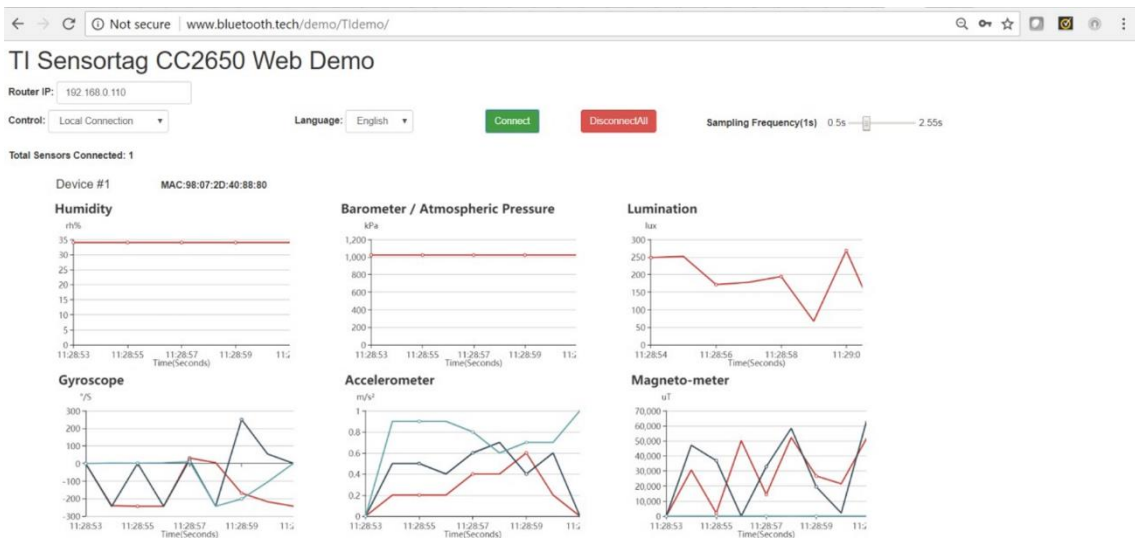 Not secure www.bluetooth.tech/demo/TIdemo/
TI Sensortag CC2650 Web Demo
Router IP: 192.168.0.110
Control: Local Connection Language: English Connect DisconnectAll Sampling Frequency(1s) 0.5s 2.55s
Total Sensors Connected: 1
Device #1 MAC:98:07:2D:40:88:80
Humidity
rh%
35
30
25
20
15
10
5
0
11:28:53 11:28:55 11:28:57 11:28:59 11:2
Time(Seconds)
Barometer / Atmospheric Pressure
kPa
1,200
1,000
800
600
400
200
0
11:28:53 11:28:55 11:28:57 11:28:59 11:2
Time(Seconds)
Lumination
lux
300
250
200
150
100
50
0
11:28:54 11:28:56 11:28:58 11:29:0
Time(Seconds)
Gyroscope
°/S
300
200
100
0
-100
-200
-300
11:28:53 11:28:55 11:28:57 11:28:59 11:2
Time(Seconds)
Accelerometer
m/s²
1
0.8
0.6
0.4
0.2
0
11:28:53 11:28:55 11:28:57 11:28:59 11:2
Time(Seconds)
Magneto-meter
uT
70,000
60,000
50,000
40,000
30,000
20,000
10,000
0
11:28:53 11:28:55 11:28:57 11:28:59 11:2
Time(Seconds)